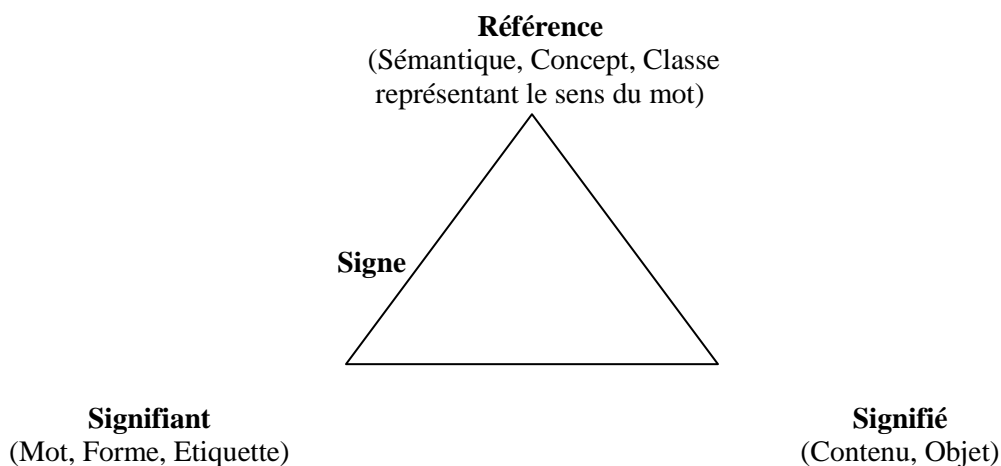 Référence
(Sémantique, Concept, Classe
représentant le sens du mot)
Signe
Signifiant
(Mot, Forme, Etiquette)
Signifié
(Contenu, Objet)